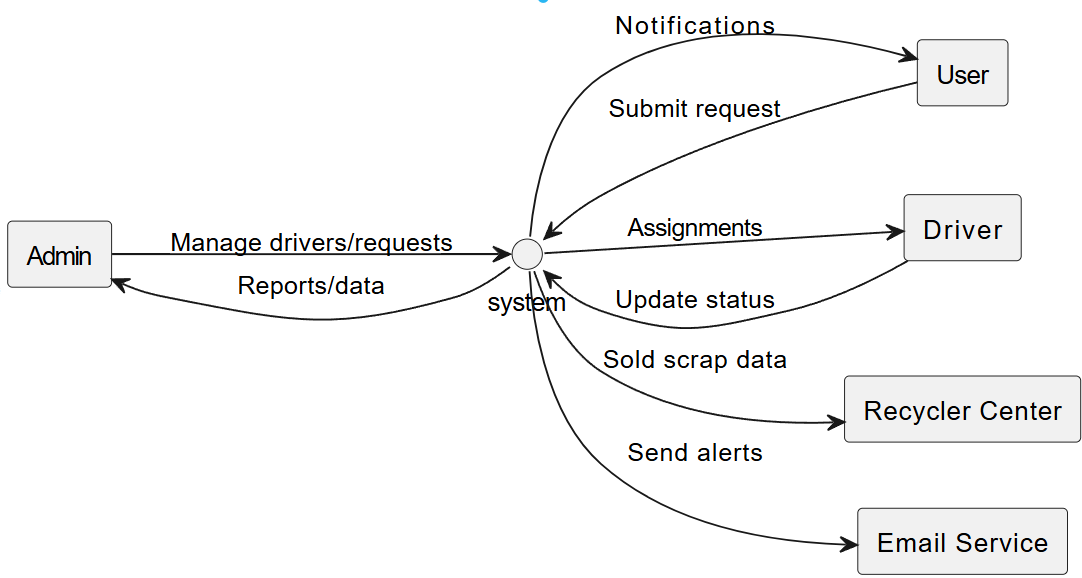 Notifications
User
Submit request
Assignments
Driver
Manage drivers/requests
Admin
Reports/data
system
Update status
Sold scrap data
Recycler Center
Send alerts
Email Service